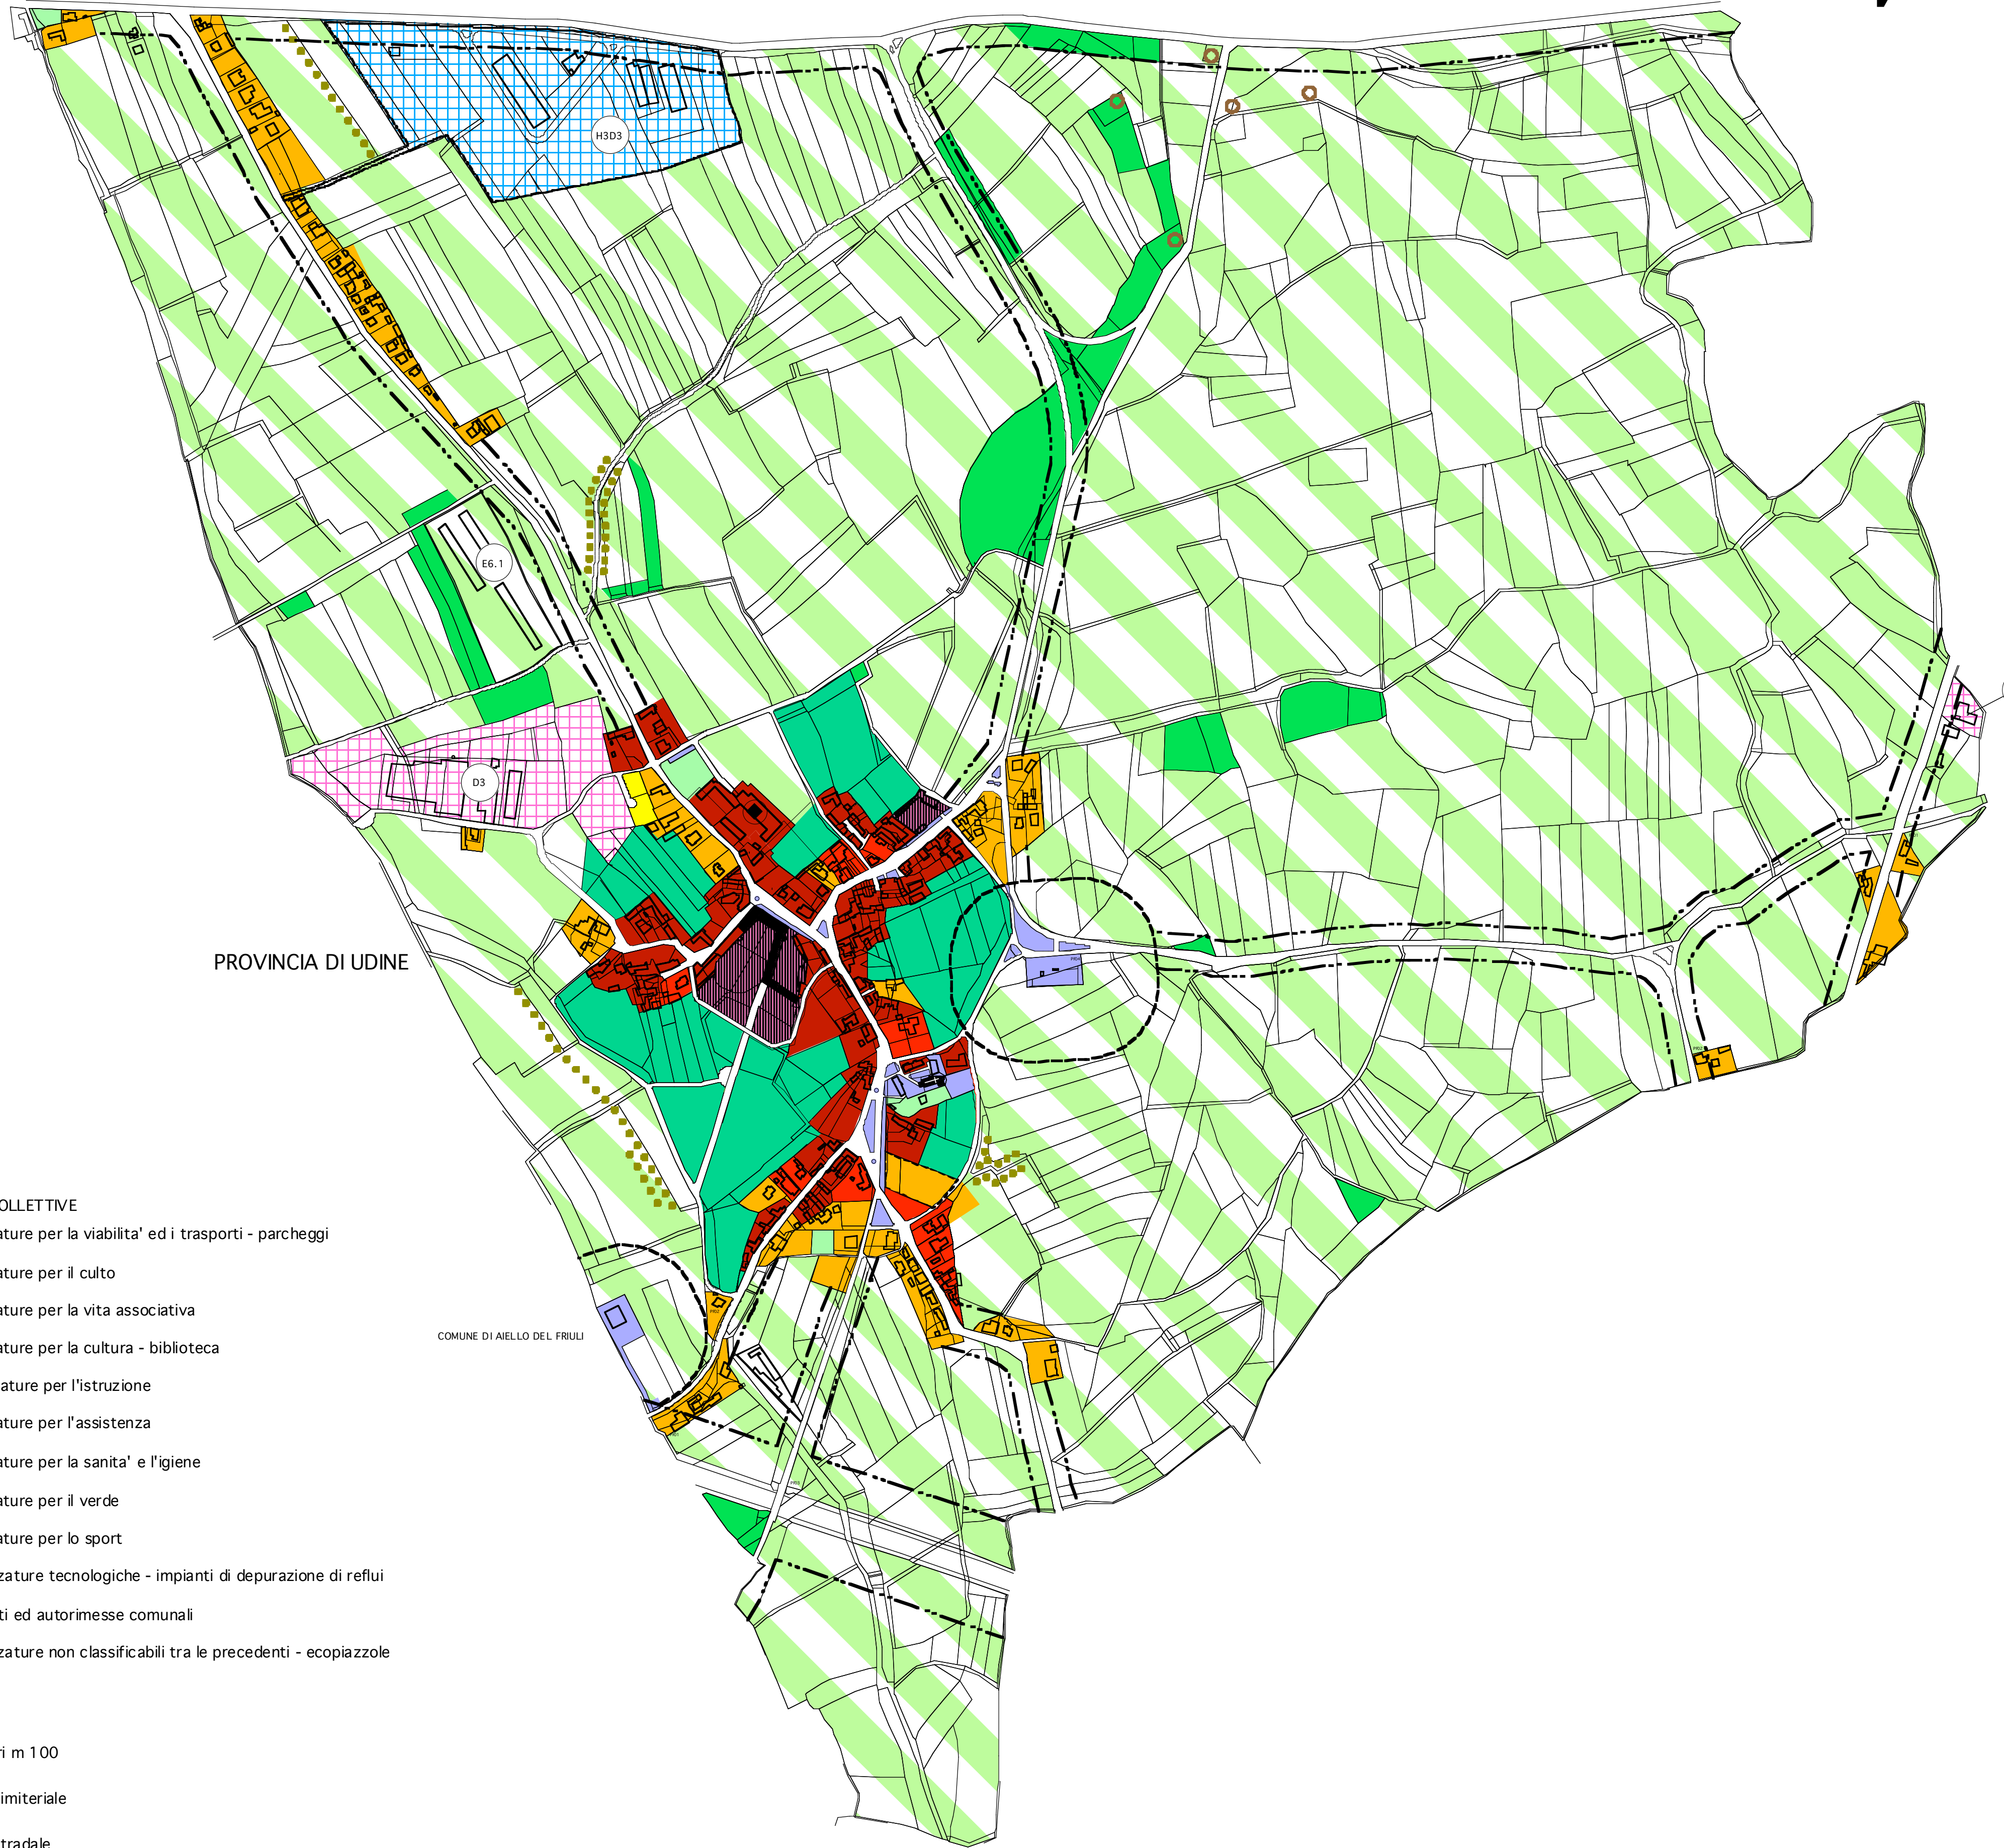 H3D3
E6.1
D3
PROVINCIA DI UDINE
OLLETTIVE
ature per la viabilita' ed i trasporti - parcheggi
ature per il culto
ature per la vita associativa
COMUNE DI AIELLO DEL FRIULI
ature per la cultura - biblioteca
ature per l'istruzione
ature per l'assistenza
ature per la sanita' e l'igiene
ature per il verde
ature per lo sport
zature tecnologiche - impianti di depurazione di reflui
ti ed autorimesse comunali
zature non classificabili tra le precedenti - ecopiazzole
ri m 100
imiteriale
tradale